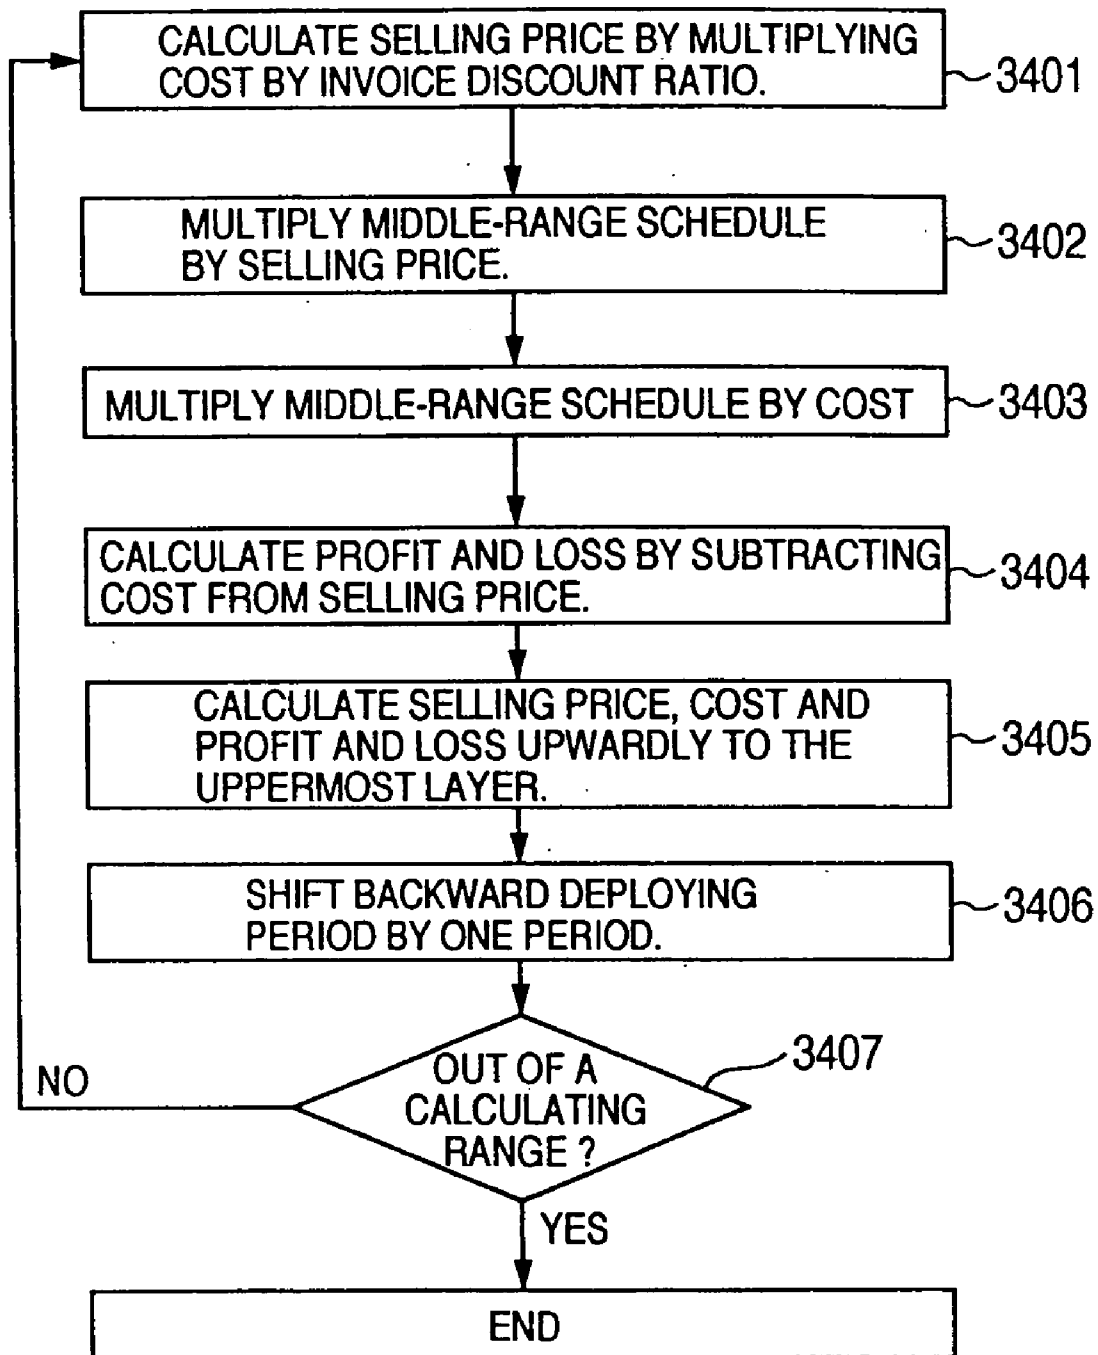 CALCULATE SELLING PRICE BY MULTIPLYING
COST BY INVOICE DISCOUNT RATIO.
3401
MULTIPLY MIDDLE-RANGE SCHEDULE
BY SELLING PRICE.
3402
MULTIPLY MIDDLE-RANGE SCHEDULE BY COST
3403
CALCULATE PROFIT AND LOSS BY SUBTRACTING
COST FROM SELLING PRICE.
3404
CALCULATE SELLING PRICE, COST AND
PROFIT AND LOSS UPWARDLY TO THE
UPPERMOST LAYER.
3405
SHIFT BACKWARD DEPLOYING
PERIOD BY ONE PERIOD.
3406
OUT OF A
CALCULATING
RANGE ?
3407
NO
YES
END